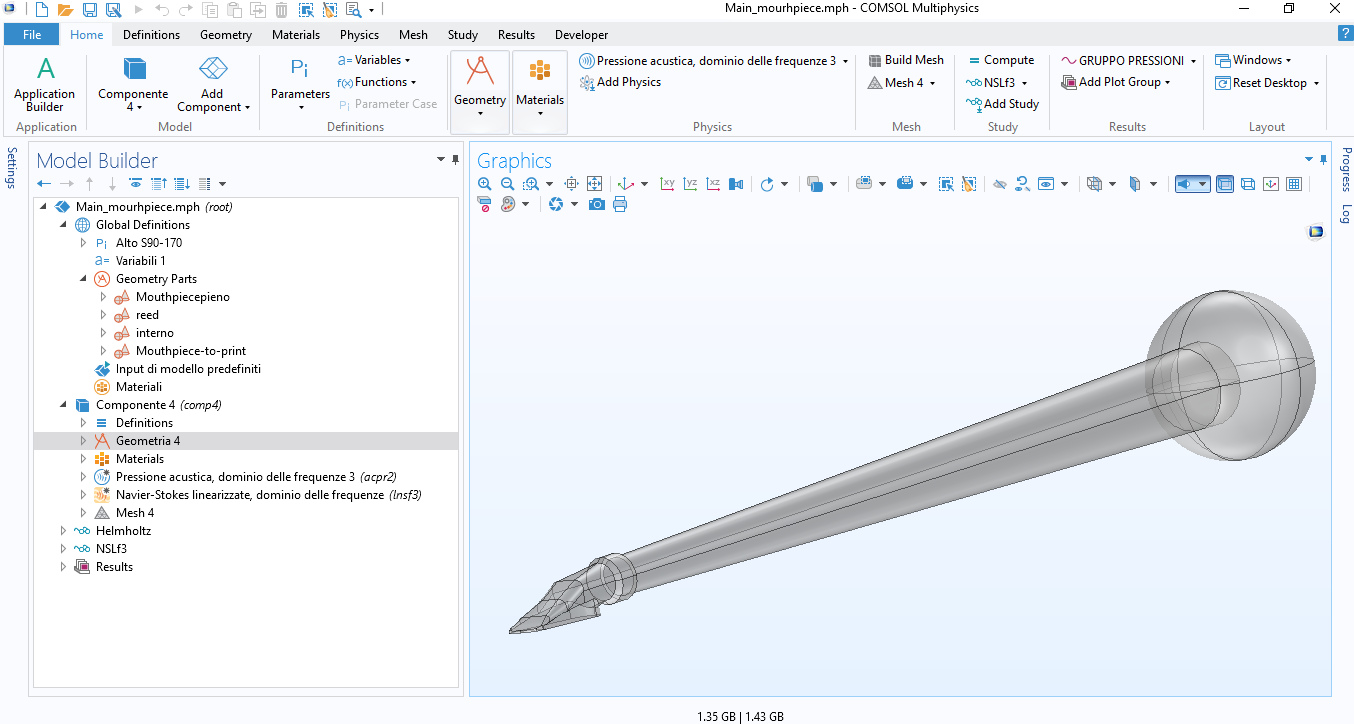 Main_mourhpiece.mph - COMSOL Multiphysics
File Home Definitions Geometry Materials Physics Mesh Study Results Developer ?
A Application Builder
Application
Componente 4
Add Component
Model
Pi Parameters
a= Variables
f(x) Functions
Pi Parameter Case
Definitions
Geometry
Materials
Pressione acustica, dominio delle frequenze 3
Add Physics
Physics
Build Mesh
Mesh 4
Mesh
= Compute
NSLf3
Add Study
Study
GRUPPO PRESSIONI
Add Plot Group
Results
Windows
Reset Desktop
Layout
Settings
Model Builder
Main_mourhpiece.mph (root)
Global Definitions
Pi Alto S90-170
a= Variabili 1
Geometry Parts
Mouthpiecepieno
reed
interno
Mouthpiece-to-print
Input di modello predefiniti
Materiali
Componente 4 (comp4)
Definitions
Geometria 4
Materials
Pressione acustica, dominio delle frequenze 3 (acpr2)
Navier-Stokes linearizzate, dominio delle frequenze (lnsf3)
Mesh 4
Helmholtz
NSLf3
Results
Graphics
xy yz xz
Progress
Log
1.35 GB | 1.43 GB